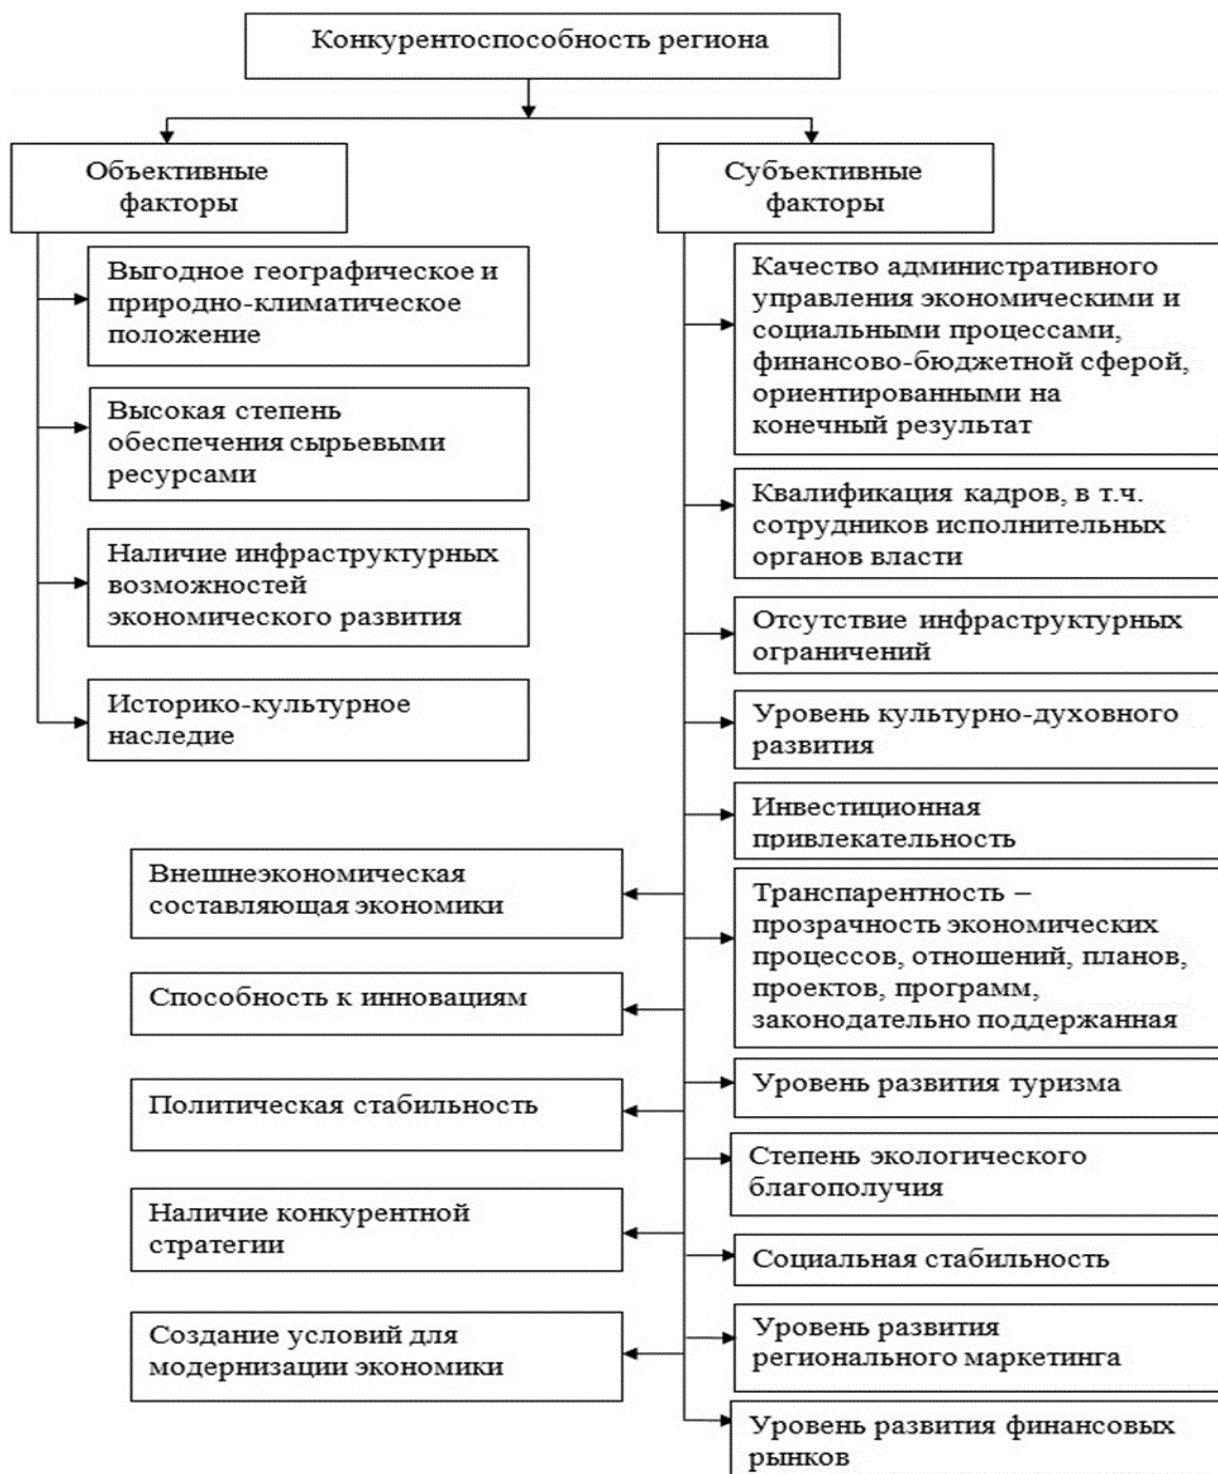 Конкурентоспособность региона
Объективные
факторы
Выгодное географическое и
природно-климатическое
положение
Высокая степень
обеспечения сырьевыми
ресурсами
Наличие инфраструктурных
возможностей
экономического развития
Историко-культурное
наследие
Субъективные
факторы
Качество административного
управления экономическими и
социальными процессами,
финансово-бюджетной сферой,
ориентированными на
конечный результат
Квалификация кадров, в т.ч.
сотрудников исполнительных
органов власти
Отсутствие инфраструктурных
ограничений
Уровень культурно-духовного
развития
Инвестиционная
привлекательность
Транспарентность –
прозрачность экономических
процессов, отношений, планов,
проектов, программ,
законодательно поддержанная
Уровень развития туризма
Степень экологического
благополучия
Социальная стабильность
Уровень развития
регионального маркетинга
Уровень развития финансовых
рынков
Внешнеэкономическая
составляющая экономики
Способность к инновациям
Политическая стабильность
Наличие конкурентной
стратегии
Создание условий для
модернизации экономики